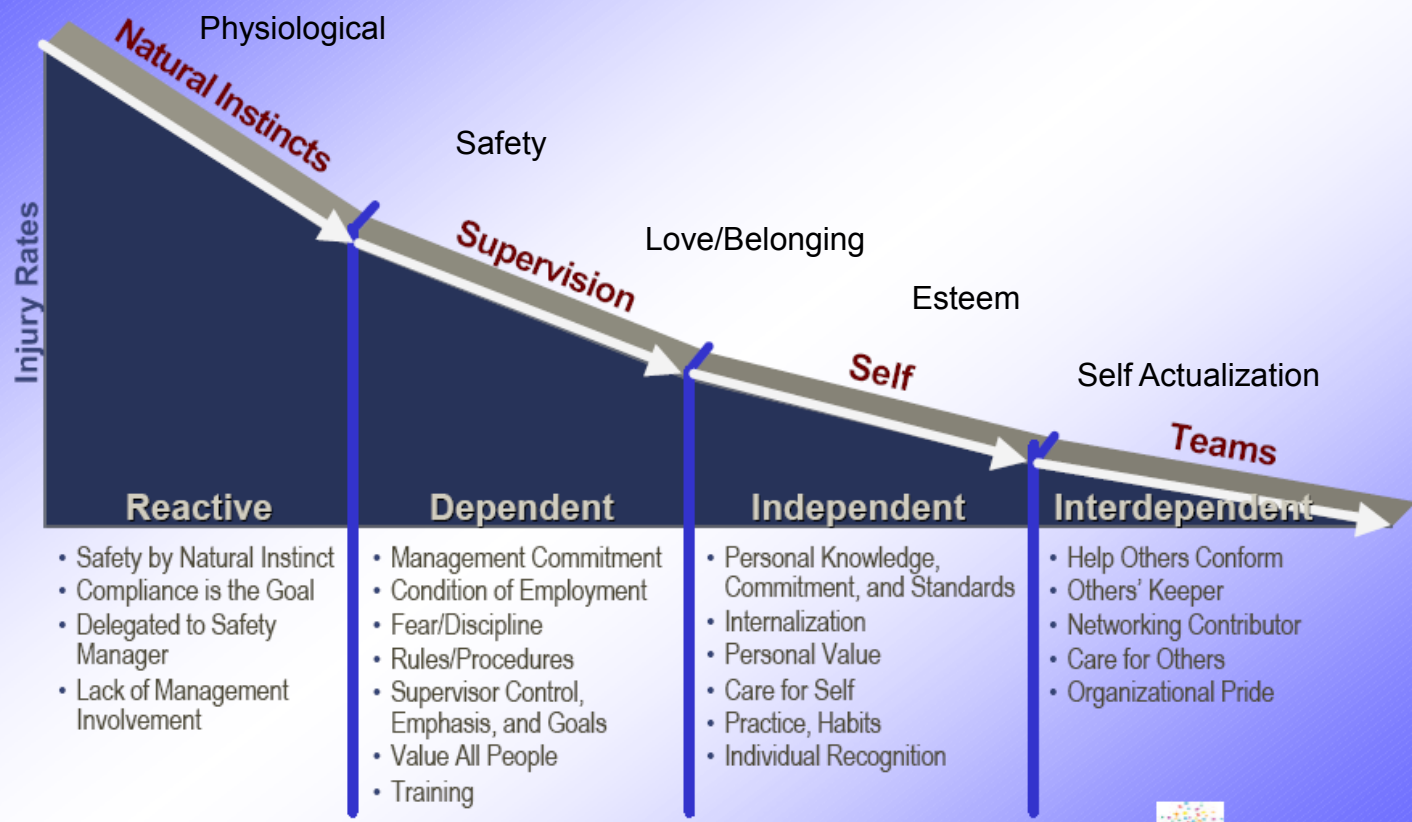 Physiological
Natural Instincts
Safety
Supervision
Love/Belonging
Esteem
Self
Self Actualization
Teams
Injury Rates
Reactive
• Safety by Natural Instinct
• Compliance is the Goal
• Delegated to Safety
Manager
• Lack of Management
Involvement
Dependent
• Management Commitment
• Condition of Employment
• Fear/Discipline
• Rules/Procedures
• Supervisor Control,
Emphasis, and Goals
• Value All People
• Training
Independent
• Personal Knowledge,
Commitment, and Standards
• Internalization
• Personal Value
• Care for Self
• Practice, Habits
• Individual Recognition
Interdependent
• Help Others Conform
• Others' Keeper
• Networking Contributor
• Care for Others
• Organizational Pride